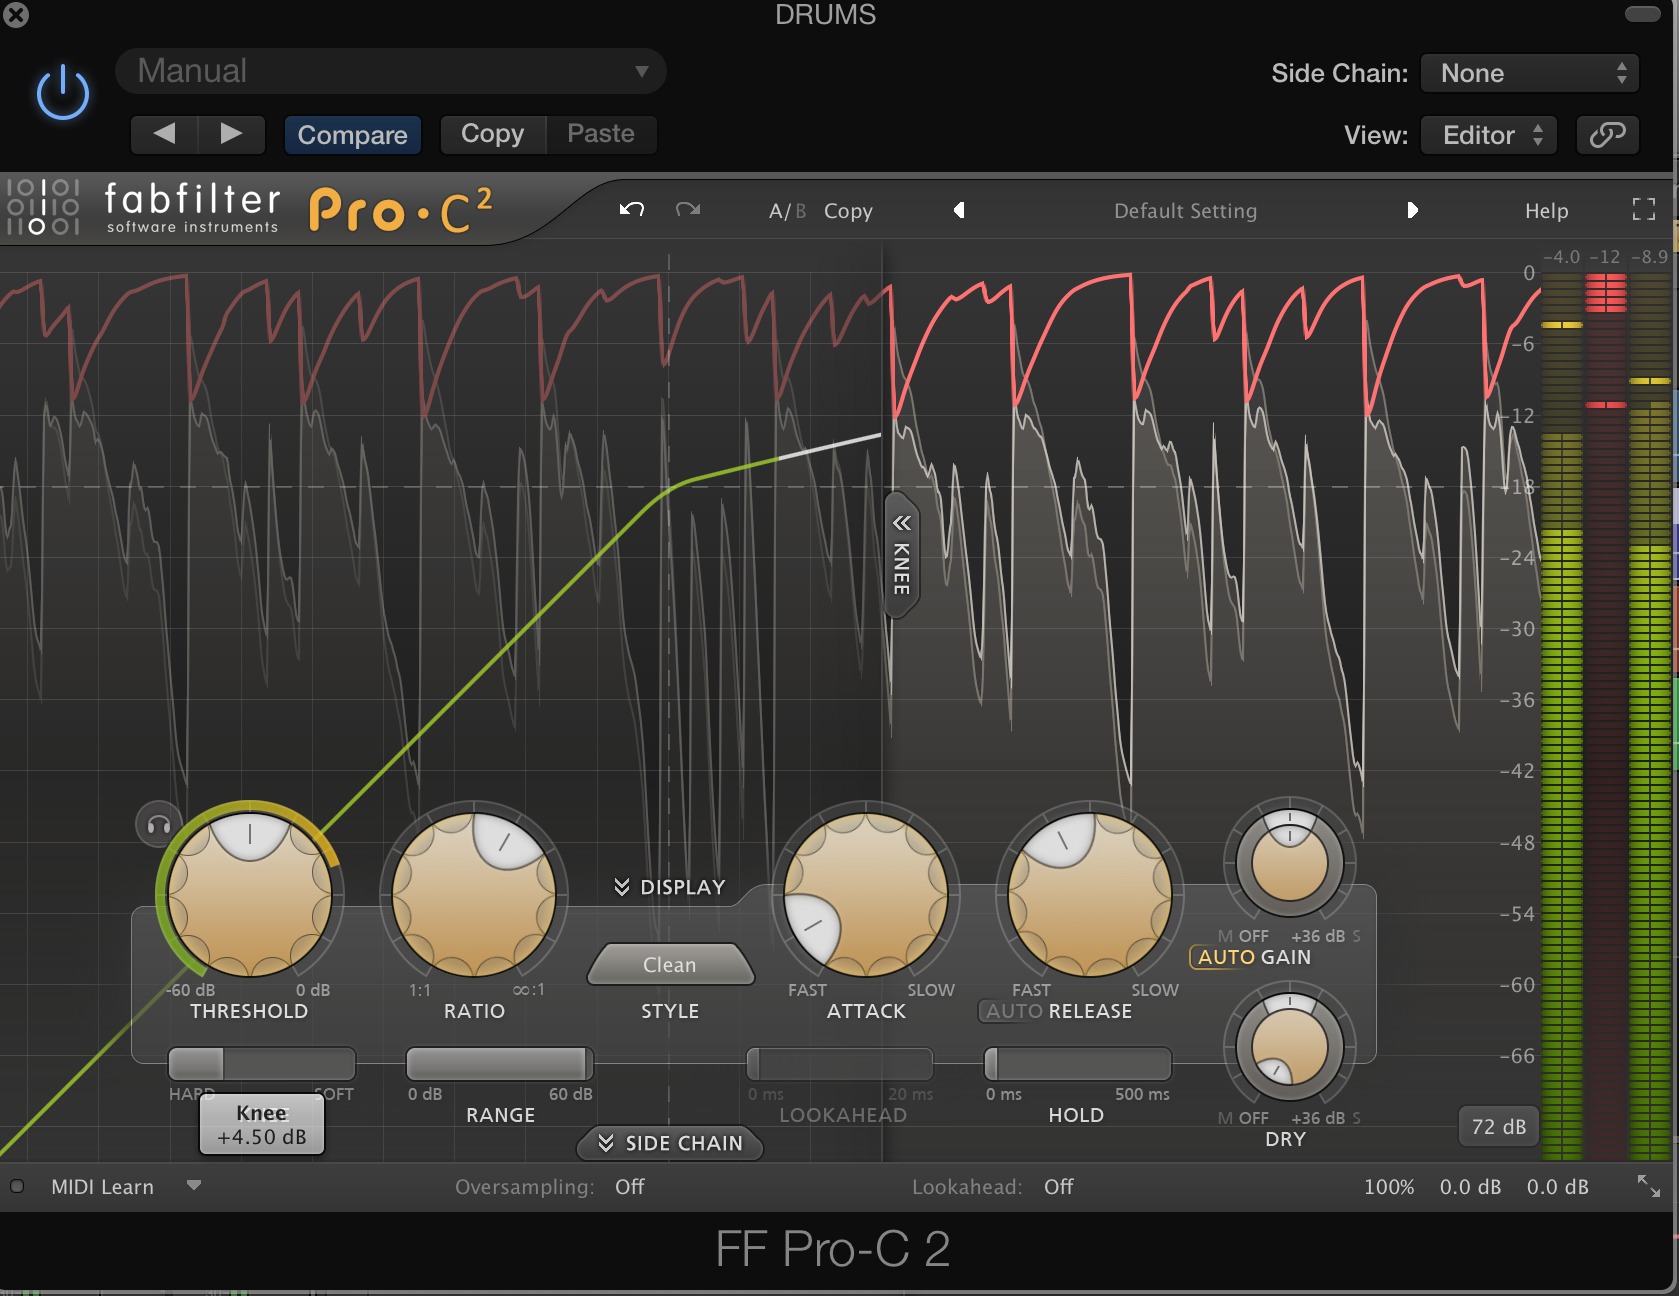 DRUMS
Manual
Side Chain: None
Compare Copy Paste
View: Editor
fabfilter
software instruments
Pro·C²
A/B Copy
Default Setting
Help
-4.0 -12 -8.9
0
-6
-12
-18
-24
-30
-36
-42
-48
-54
-60
-66
KNEE
DISPLAY
Clean
STYLE
-60 dB 0 dB
THRESHOLD
1:1 ∞:1
RATIO
FAST SLOW
ATTACK
FAST SLOW
AUTO RELEASE
M OFF +36 dB S
AUTO GAIN
HARD SOFT
Knee
+4.50 dB
0 dB 60 dB
RANGE
0 ms 20 ms
LOOKAHEAD
0 ms 500 ms
HOLD
M OFF +36 dB S
DRY
SIDE CHAIN
72 dB
MIDI Learn
Oversampling: Off
Lookahead: Off
100% 0.0 dB 0.0 dB
FF Pro-C 2